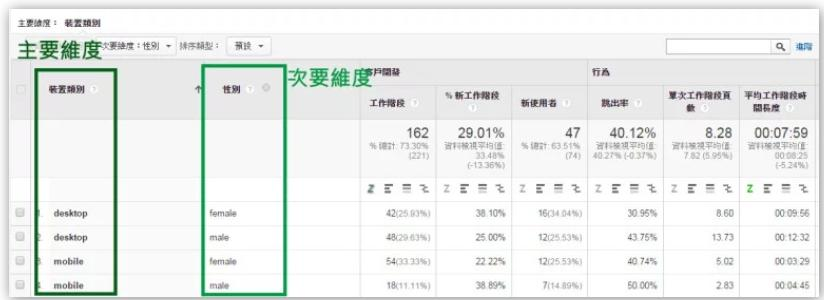 主要維度： 裝置類別
主要維度
次要維度：性別 排序類型： 預設
進階
次要維度
裝置類別 性別 客戶開發 行為
工作階段 % 新工作階段 新使用者 跳出率 單次工作階段頁數 平均工作階段時間長度
162 29.01% 47 40.12% 8.28 00:07:59
% 總計: 73.30% (221) 資料檢視平均值: 33.48% (-13.36%) % 總計: 63.51% (74) 資料檢視平均值: 40.27% (-0.37%) 資料檢視平均值: 7.82 (5.95%) 資料檢視平均值: 00:08:25 (-5.24%)
1. desktop female 42(25.93%) 38.10% 16(34.04%) 30.95% 8.60 00:09:56
2. desktop male 48(29.63%) 25.00% 12(25.53%) 43.75% 13.73 00:12:32
3. mobile female 54(33.33%) 22.22% 12(25.53%) 40.74% 5.02 00:03:29
4. mobile male 18(11.11%) 38.89% 7(14.89%) 50.00% 2.83 00:04:45